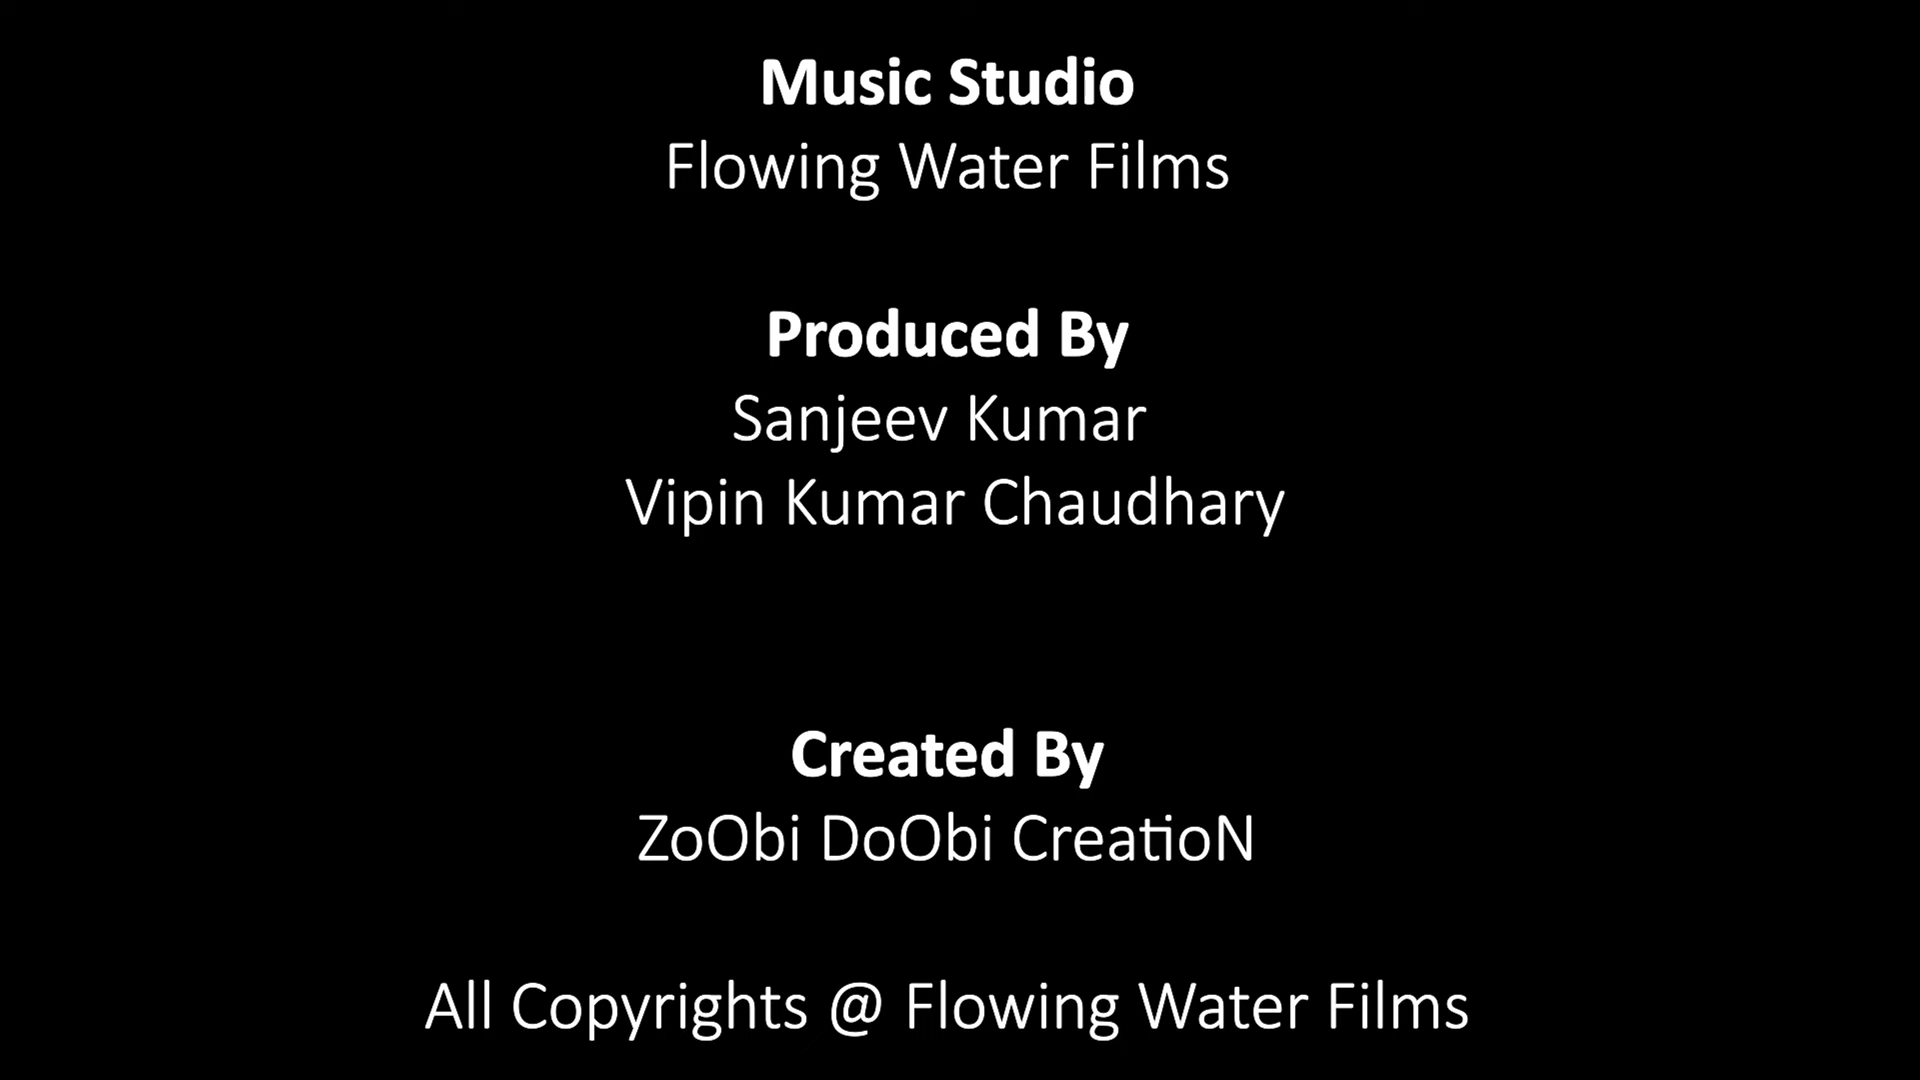 Music Studio
Flowing Water Films
Produced By
Sanjeev Kumar
Vipin Kumar Chaudhary
Created By
ZoObi DoObi CreatioN
All Copyrights @ Flowing Water Films